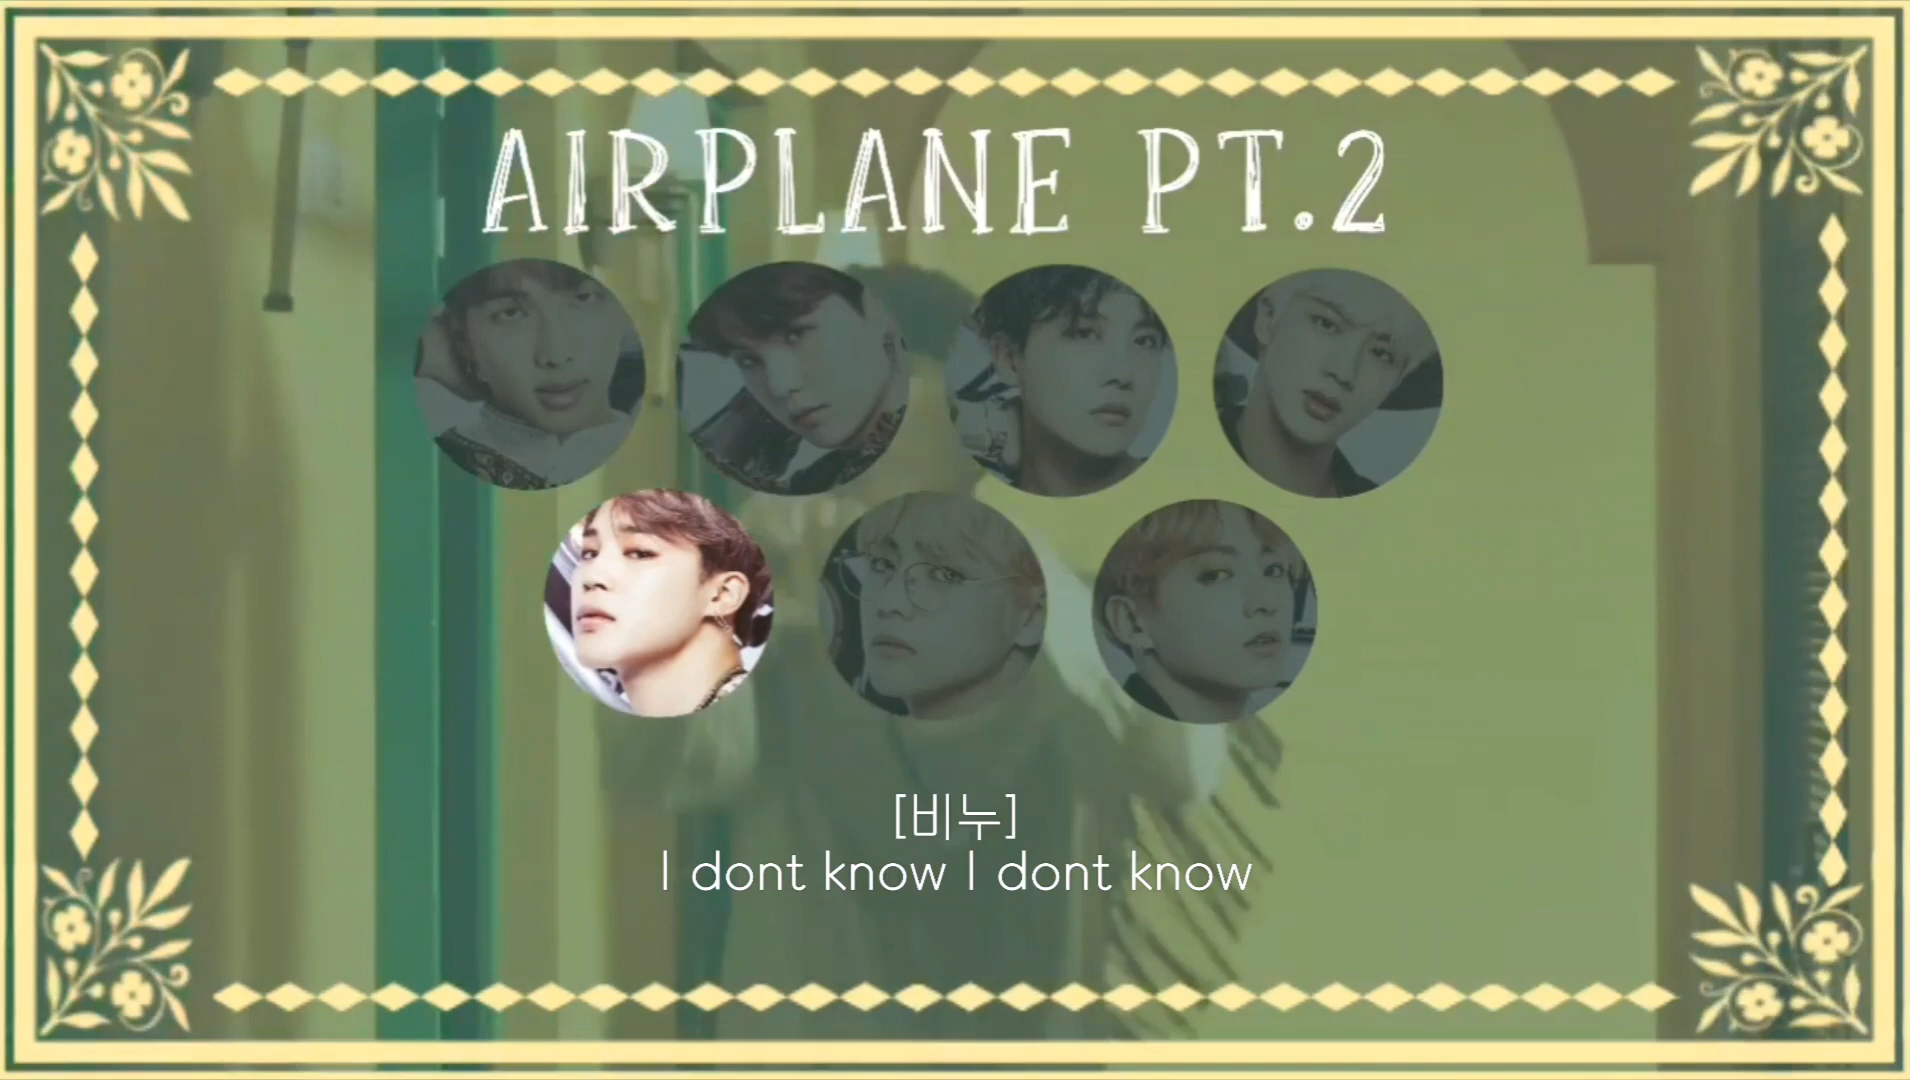 AIRPLANE PT.2
[비누]
I dont know I dont know